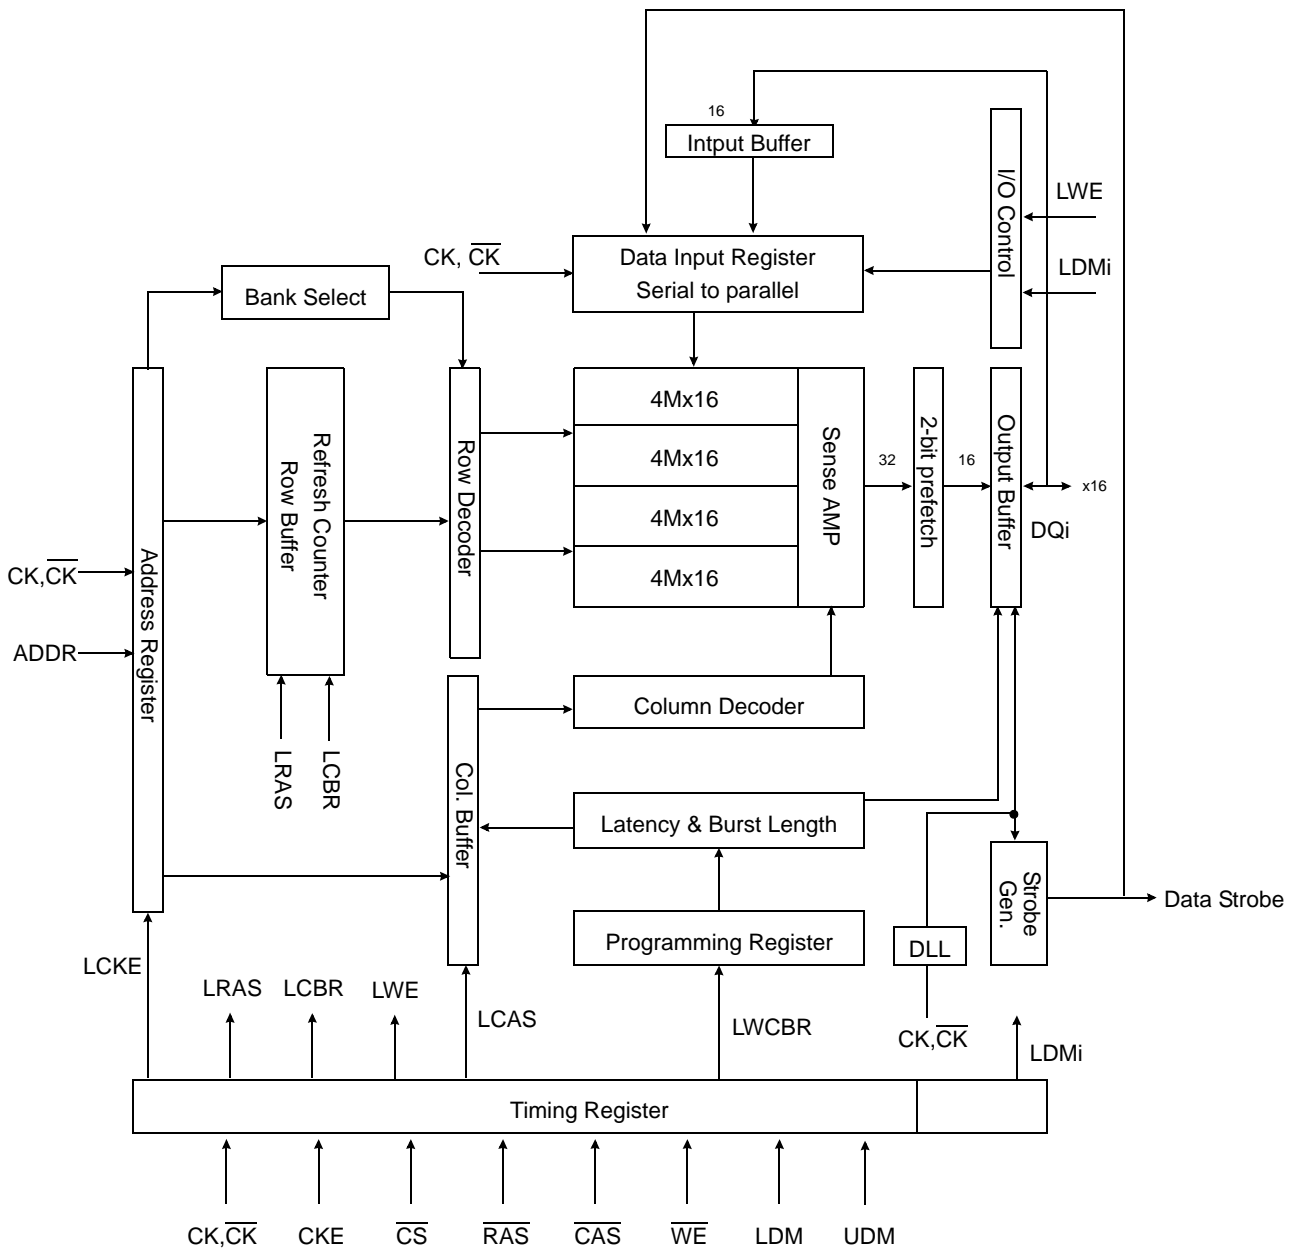 16
Intput Buffer
I/O Control
LWE
LDMi
CK, CK
Data Input Register
Serial to parallel
Bank Select
Address Register
Refresh Counter
Row Buffer
Row Decoder
4Mx16
4Mx16
4Mx16
4Mx16
Sense AMP
32
2-bit prefetch
16
Output Buffer
x16
DQi
CK,CK
ADDR
LRAS
LCBR
Col. Buffer
Column Decoder
Latency & Burst Length
Programming Register
DLL
CK,CK
Strobe
Gen.
Data Strobe
LCKE
LRAS
LCBR
LWE
LCAS
LWCBR
LDMi
Timing Register
CK,CK
CKE
CS
RAS
CAS
WE
LDM
UDM